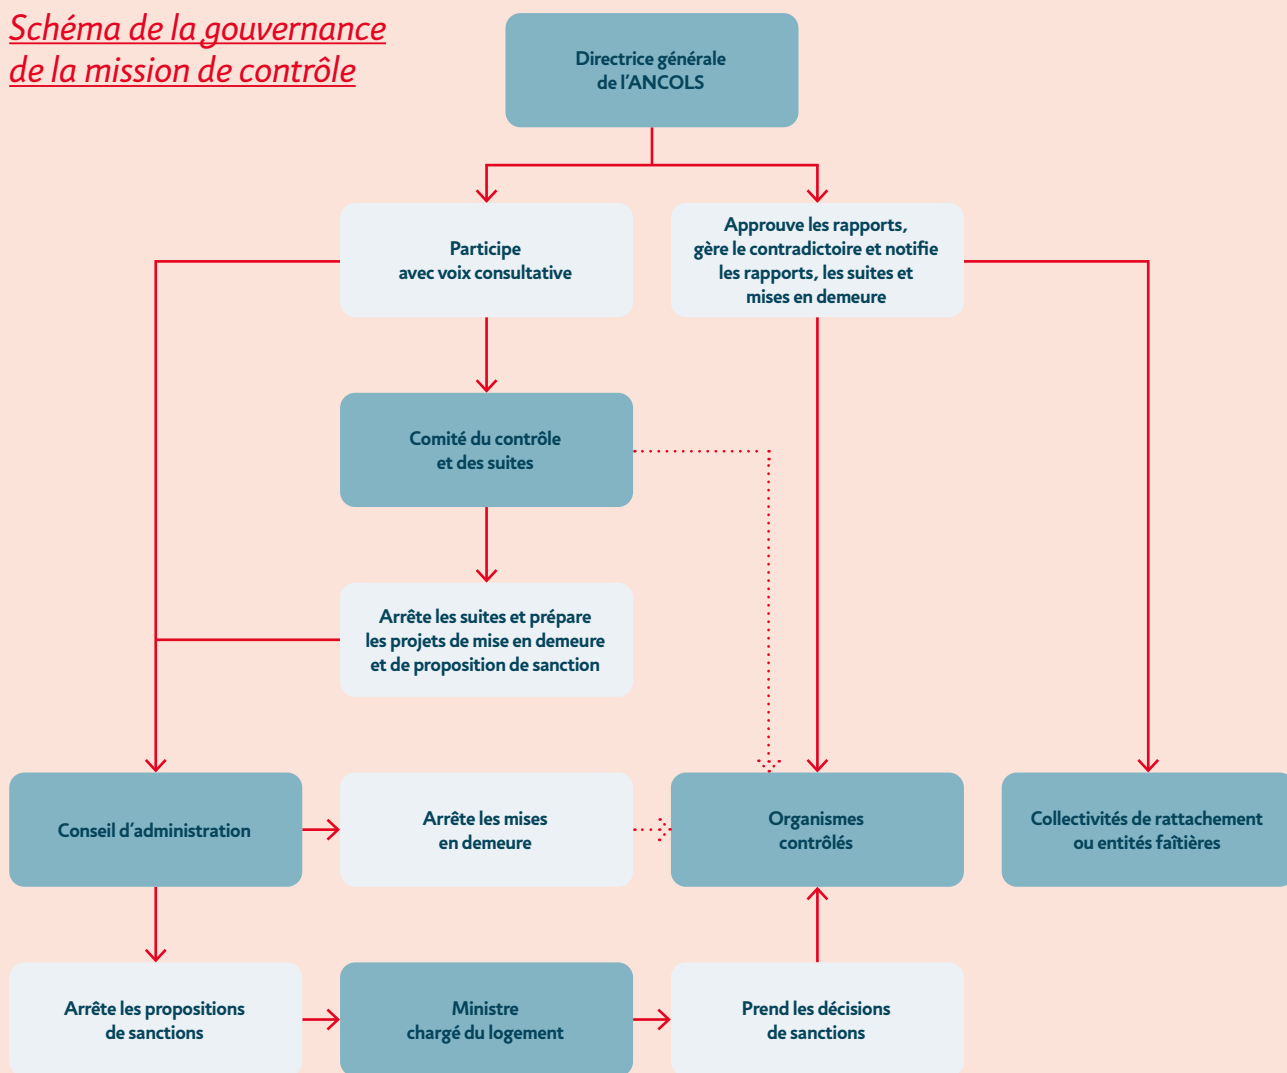 Schéma de la gouvernance
de la mission de contrôle
Directrice générale
de l'ANCOLS
Participe
avec voix consultative
Approuve les rapports,
gère le contradictoire et notifie
les rapports, les suites et
mises en demeure
Comité du contrôle
et des suites
Arrête les suites et prépare
les projets de mise en demeure
et de proposition de sanction
Conseil d'administration
Arrête les mises
en demeure
Organismes
contrôlés
Collectivités de rattachement
ou entités faîtières
Arrête les propositions
de sanctions
Ministre
chargé du logement
Prend les décisions
de sanctions